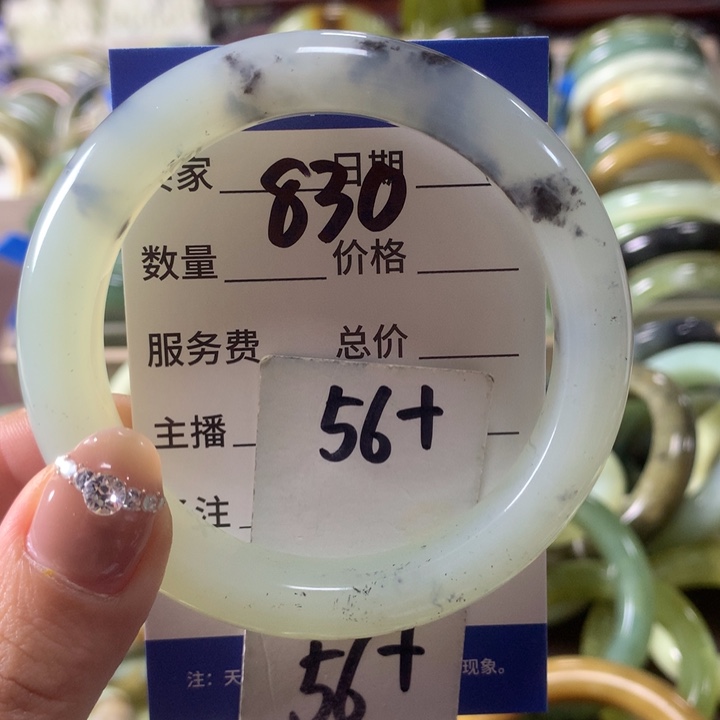 家 日期
830
数量 价格
服务费 总价
56+
主播
注
56+
注：天 现象。